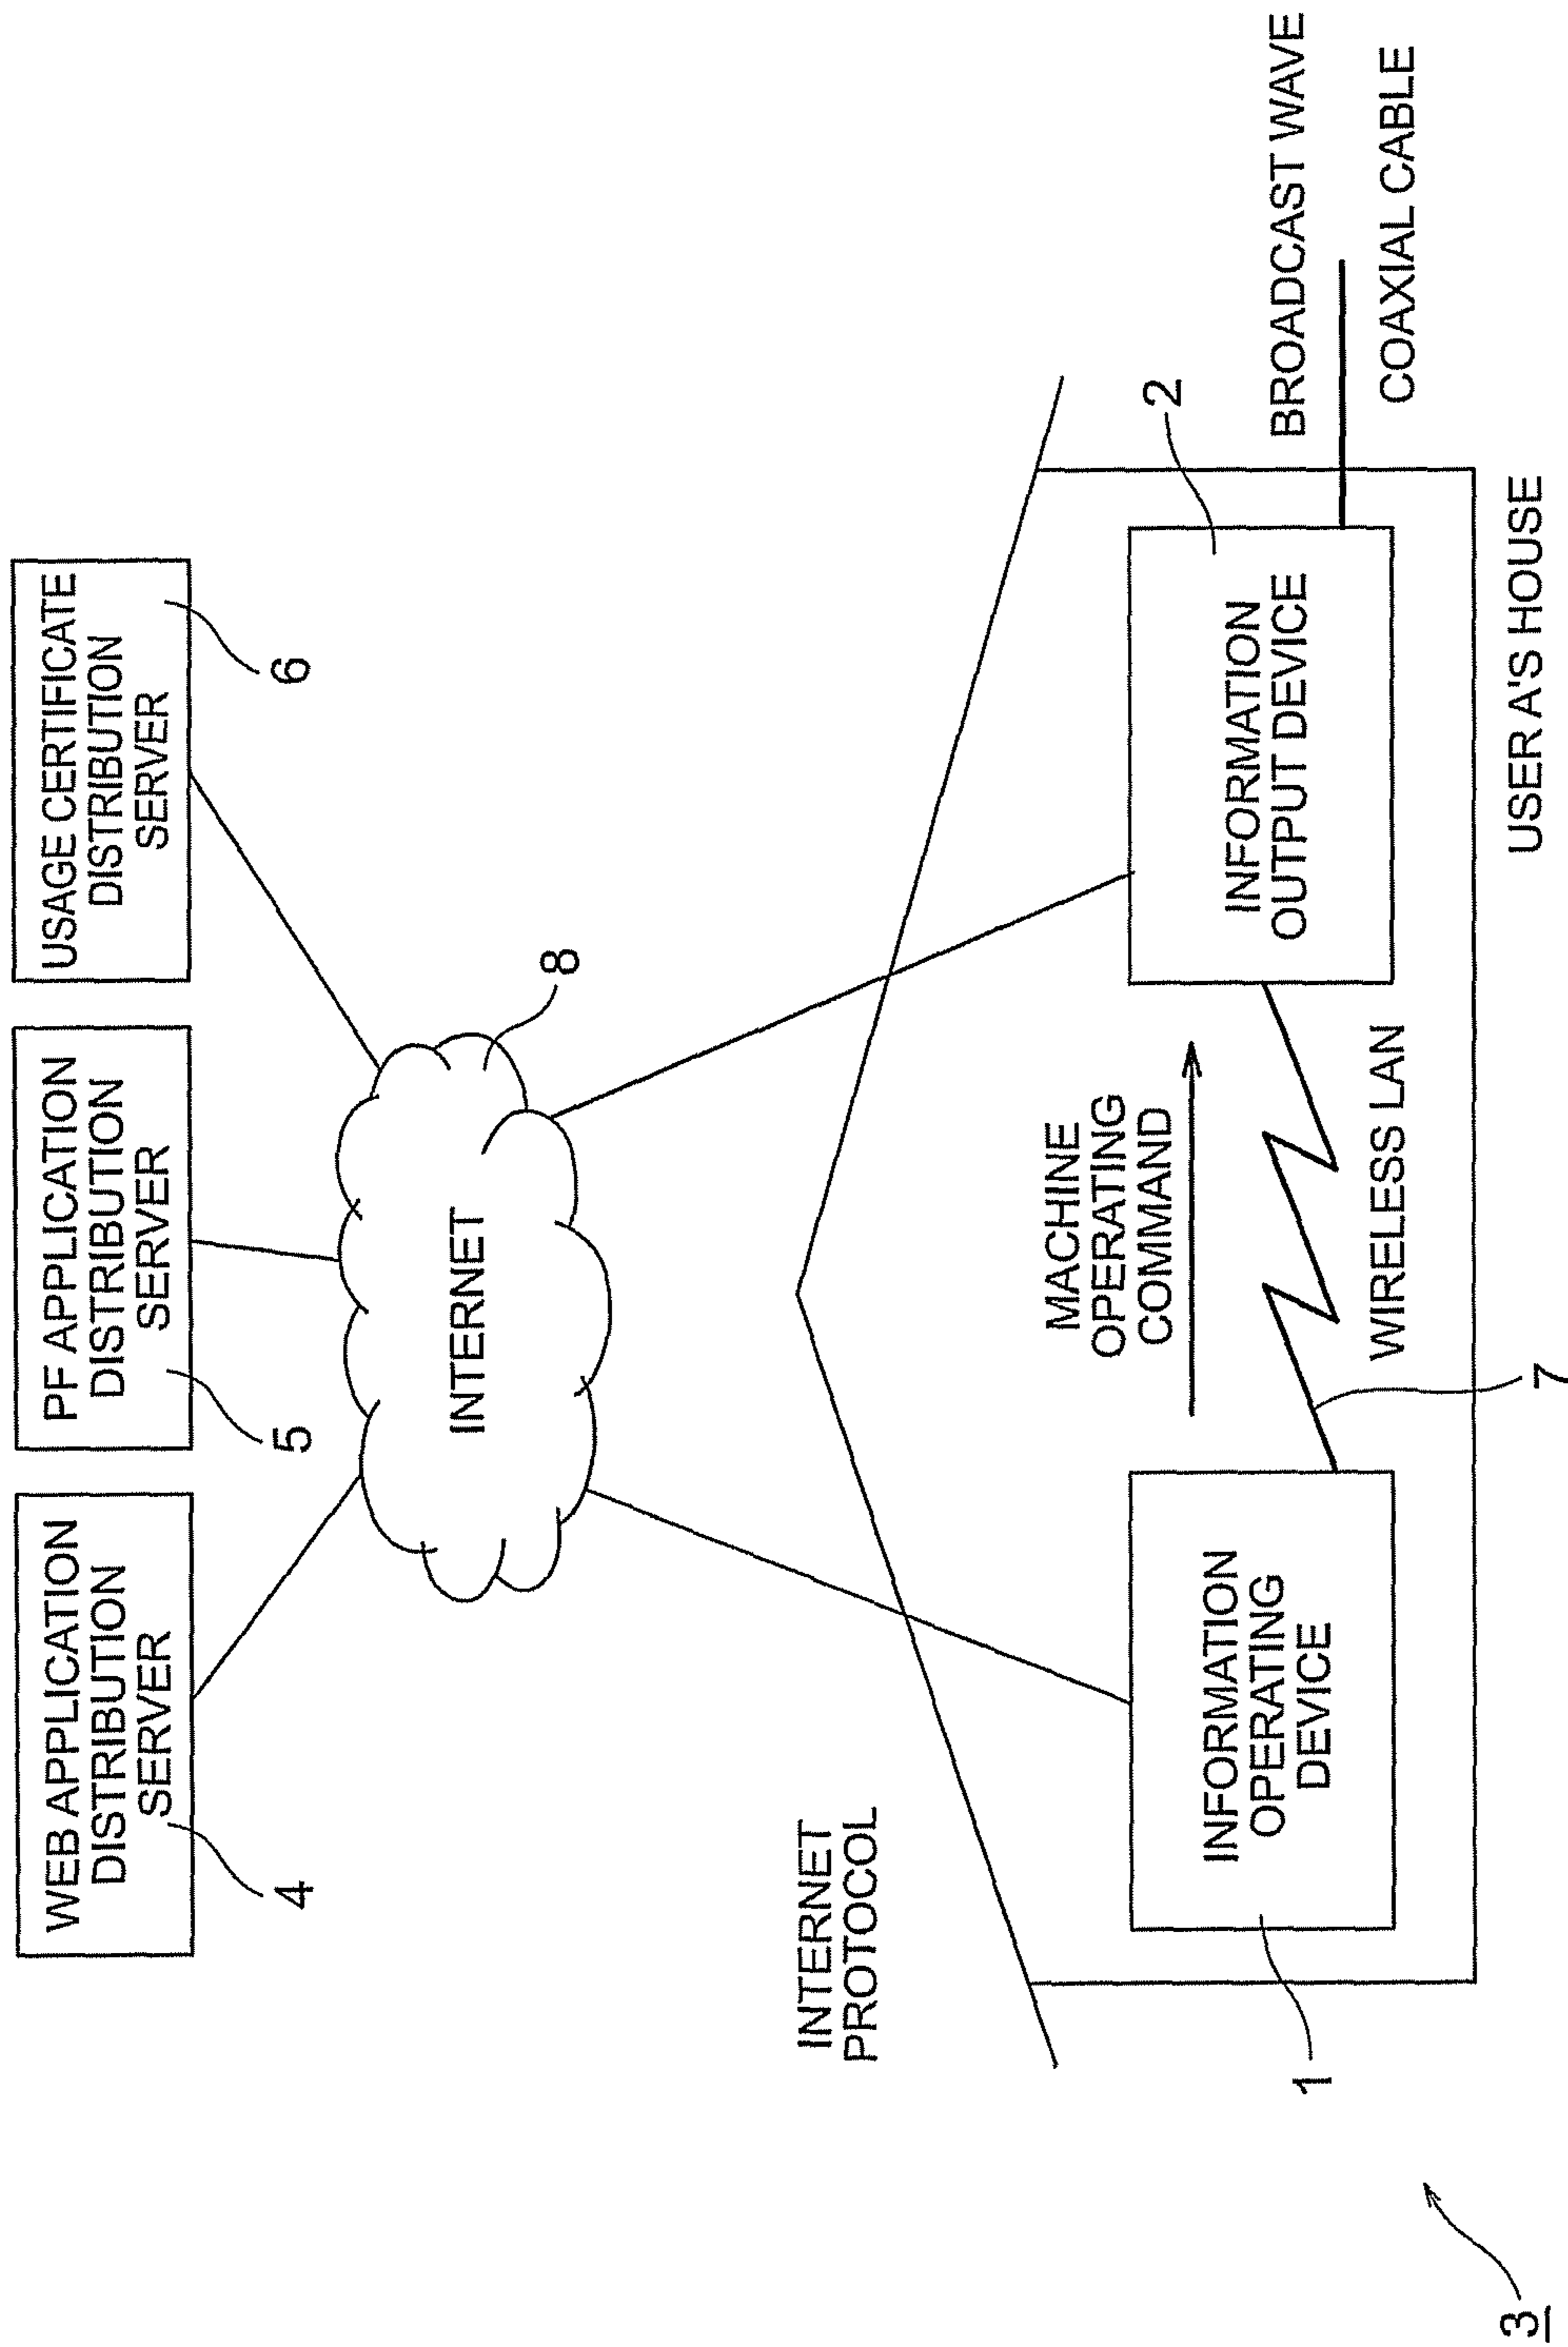 WEB APPLICATION
DISTRIBUTION
SERVER
4
PF APPLICATION
DISTRIBUTION
SERVER
5
USAGE CERTIFICATE
DISTRIBUTION
SERVER
6
INTERNET
8
INTERNET
PROTOCOL
INFORMATION
OPERATING
DEVICE
1
MACHINE
OPERATING
COMMAND
WIRELESS LAN
7
INFORMATION
OUTPUT DEVICE
2
BROADCAST WAVE
COAXIAL CABLE
USER A'S HOUSE
3